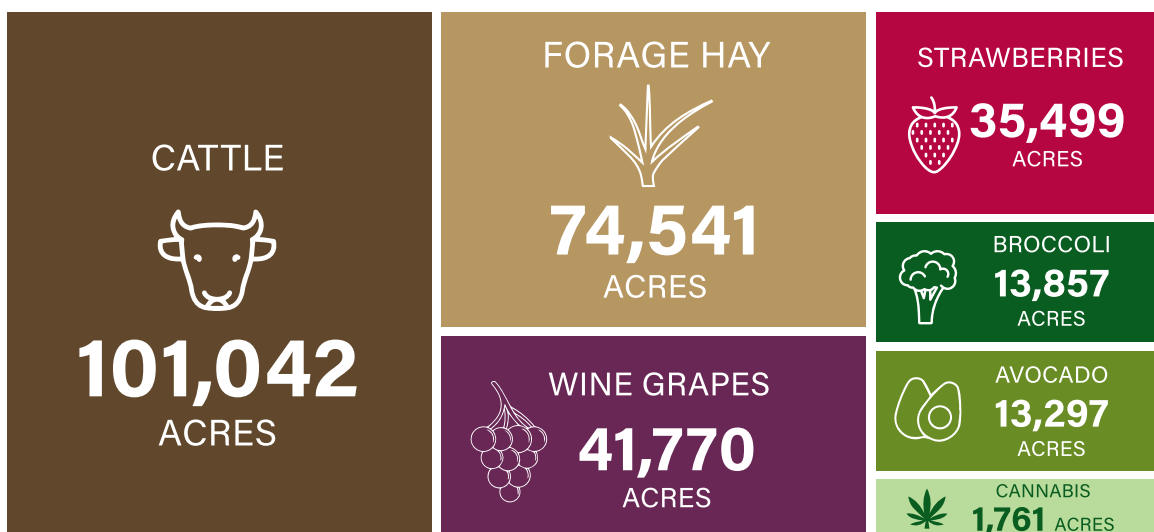 CATTLE
101,042
ACRES
FORAGE HAY
74,541
ACRES
WINE GRAPES
41,770
ACRES
STRAWBERRIES
35,499
ACRES
BROCCOLI
13,857
ACRES
AVOCADO
13,297
ACRES
CANNABIS
1,761 ACRES